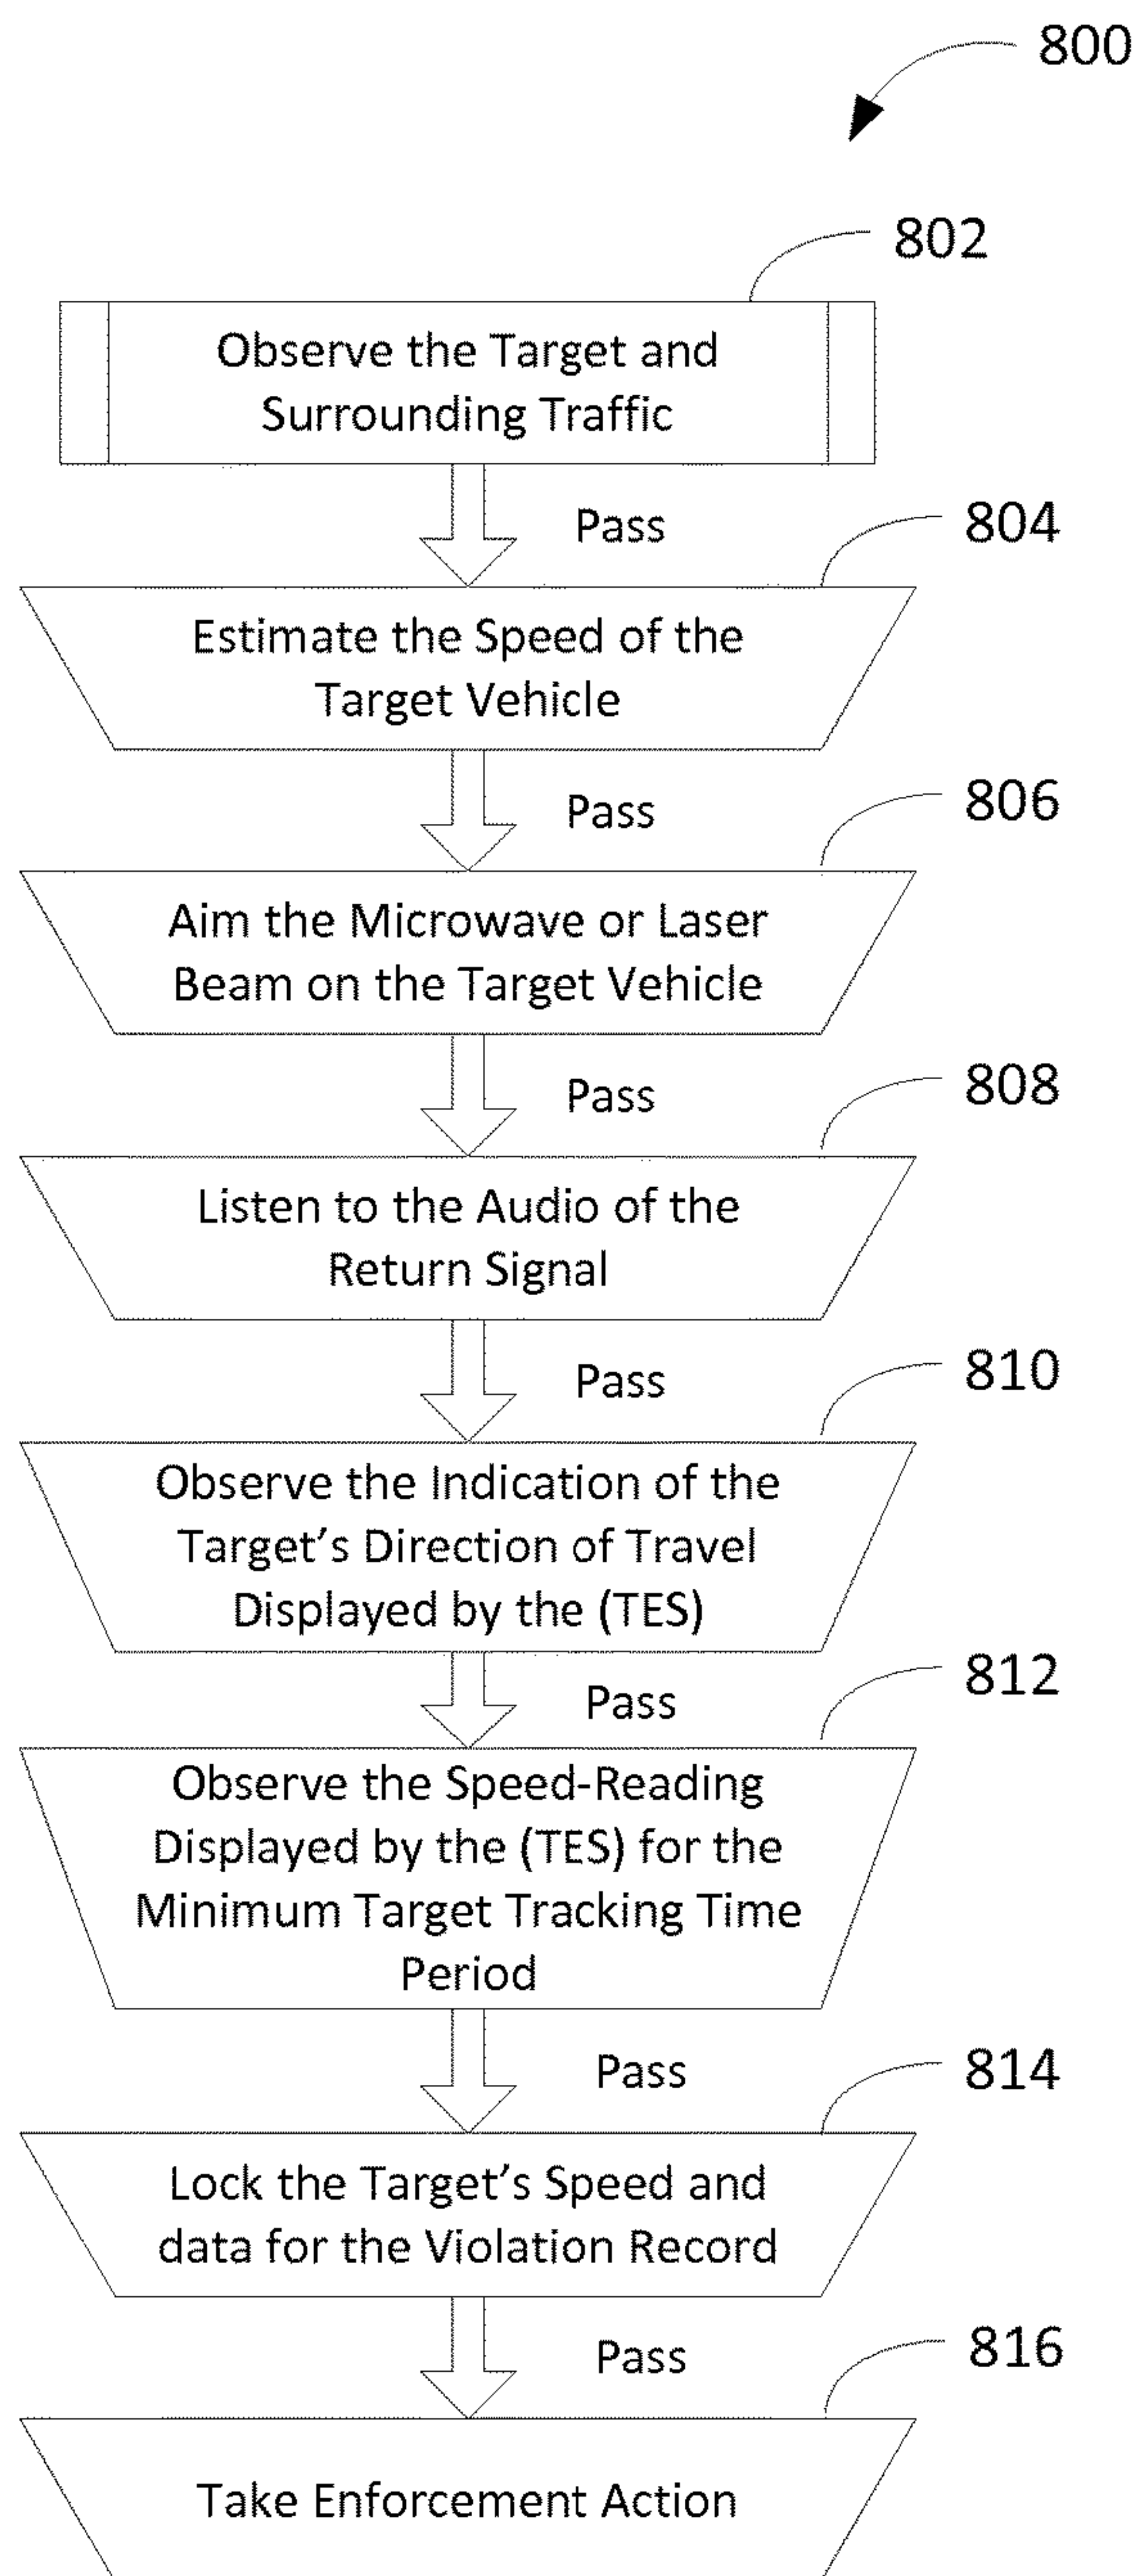 800
802
Observe the Target and
Surrounding Traffic
Pass
804
Estimate the Speed of the
Target Vehicle
Pass
806
Aim the Microwave or Laser
Beam on the Target Vehicle
Pass
808
Listen to the Audio of the
Return Signal
Pass
810
Observe the Indication of the
Target's Direction of Travel
Displayed by the (TES)
Pass
812
Observe the Speed-Reading
Displayed by the (TES) for the
Minimum Target Tracking Time
Period
Pass
814
Lock the Target's Speed and
data for the Violation Record
Pass
816
Take Enforcement Action